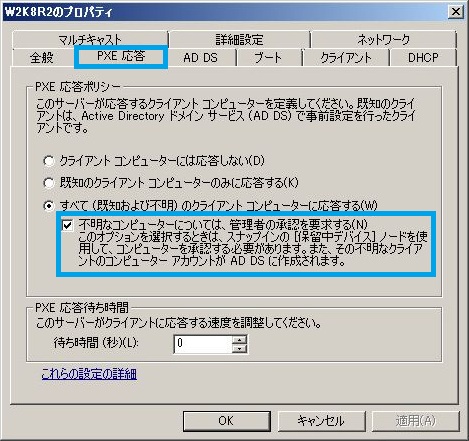 W2K8R2のプロパティ
マルチキャスト
詳細設定
ネットワーク
全般
PXE 応答
AD DS
ブート
クライアント
DHCP
PXE 応答ポリシー
このサーバーが応答するクライアント コンピューターを定義してください。既知のクライ
アントは、Active Directory ドメイン サービス (AD DS) で事前設定を行ったクライ
アントです。
クライアント コンピューターには応答しない(D)
既知のクライアント コンピューターのみに応答する(K)
すべて (既知および不明) のクライアント コンピューターに応答する(W)
不明なコンピューターについては、管理者の承認を要求する(N)
このオプションを選択するときは、スナップインの [保留中デバイス] ノードを使
用して、コンピューターを承認する必要があります。また、その不明なクライア
ントのコンピューター アカウントが AD DS に作成されます。
PXE 応答待ち時間
このサーバーがクライアントに応答する速度を調整してください。
待ち時間 (秒)(L):
0
これらの設定の詳細
OK
キャンセル
適用(A)